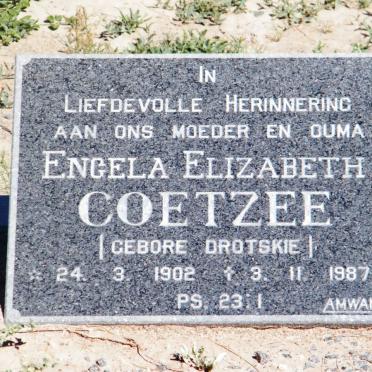 IN
LIEFDEVOLLE HERINNERING
AAN ONS MOEDER EN OUMA
ENGELA ELIZABETH
COETZEE
(GEBORE DROTSKIE)
☆ 24. 3. 1902 ✝ 3. 11. 1987
PS. 23:1